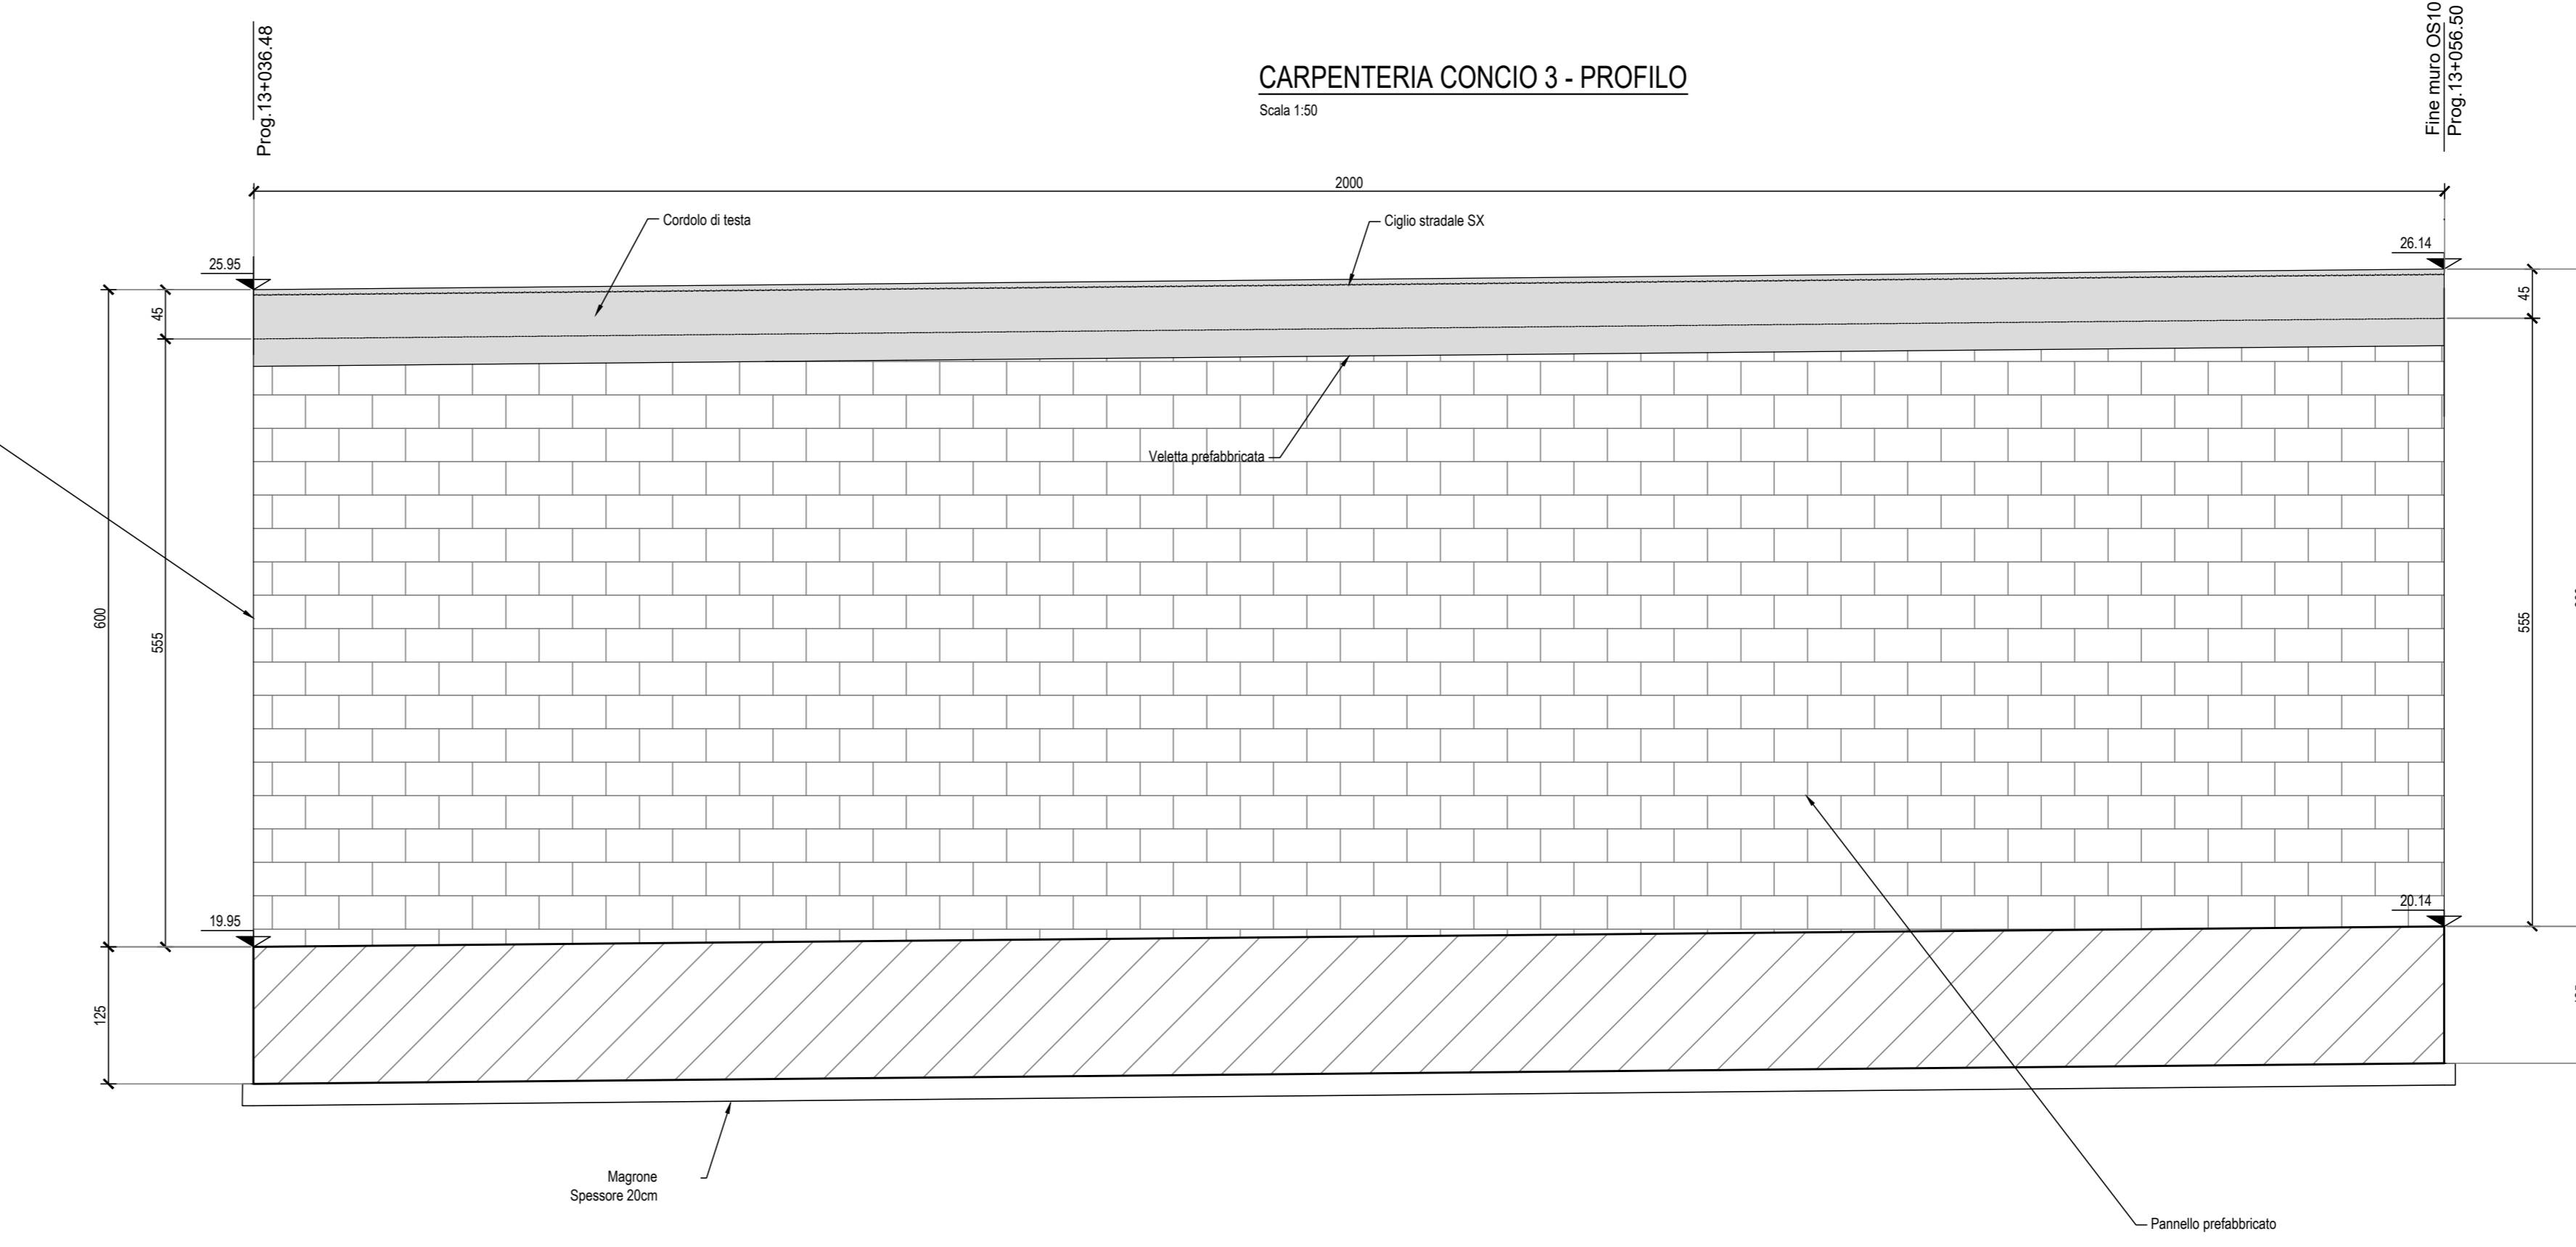 Prog.13+036.48
CARPENTERIA CONCIO 3 - PROFILO
Scala 1:50
Fine muro OS10
Prog.13+056.50
2000
Cordolo di testa
Ciglio stradale SX
25.95
26.14
45
45
Veletta prefabbricata
600
555
555
19.95
20.14
125
Magrone
Spessore 20cm
Pannello prefabbricato